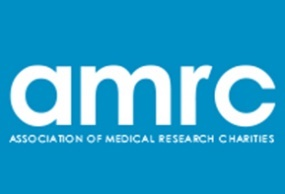 amrc
ASSOCIATION OF MEDICAL RESEARCH CHARITIES